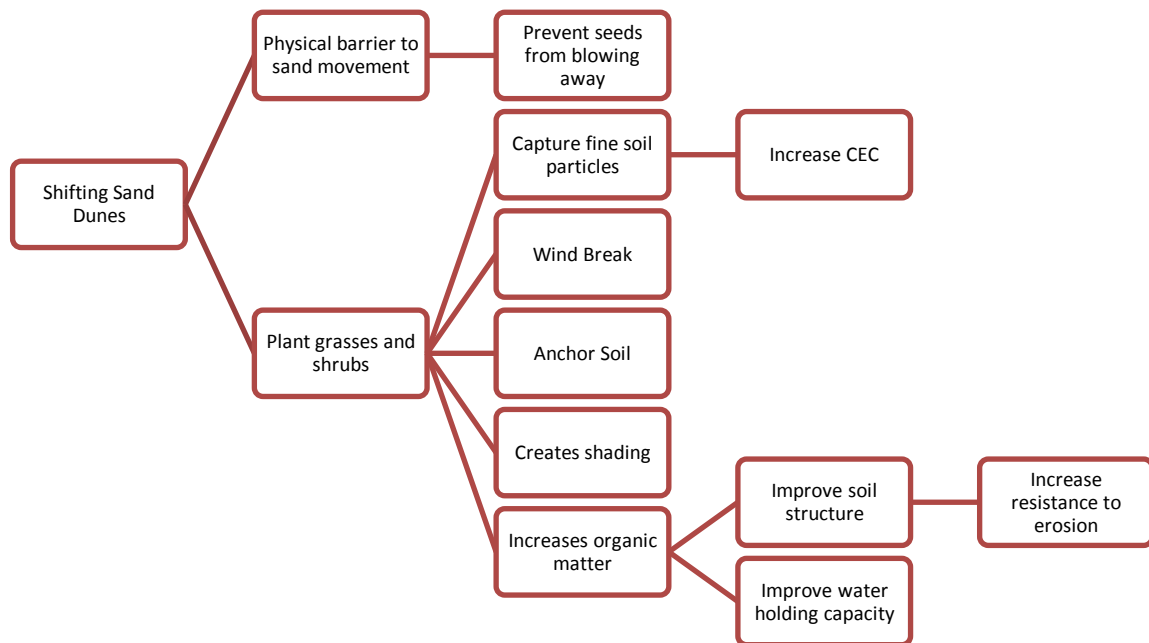 Shifting Sand
Dunes
Physical barrier to
sand movement
Prevent seeds
from blowing
away
Plant grasses and
shrubs
Capture fine soil
particles
Increase CEC
Wind Break
Anchor Soil
Creates shading
Increases organic
matter
Improve soil
structure
Increase
resistance to
erosion
Improve water
holding capacity